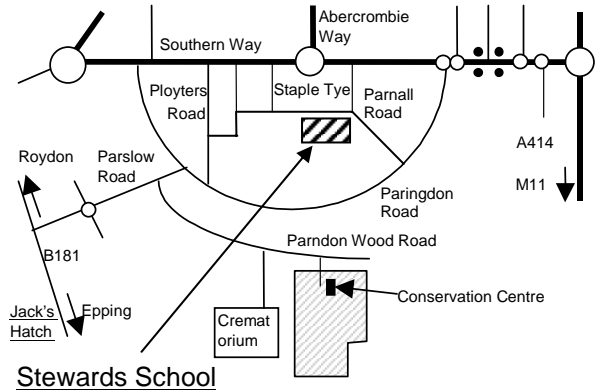 Abercrombie
Way
Southern Way
Ployters
Road
Staple Tye
Parnall
Road
A414
Roydon
Parslow
Road
M11
Paringdon
Road
Parndon Wood Road
B181
Conservation Centre
Jack's
Hatch
Epping
Cremat
orium
Stewards School